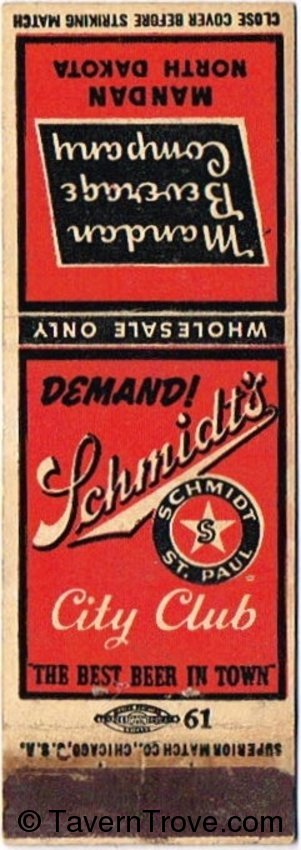 CLOSE COVER BEFORE STRIKING MATCH
MANDAN
NORTH DAKOTA
Mandan
Beverage
Company
WHOLESALE ONLY
DEMAND!
Schmidt's
SCHMIDT
S
ST. PAUL
City Club
"THE BEST BEER IN TOWN"
61
SUPERIOR MATCH CO., CHICAGO, U.S.A.
© TavernTrove.com